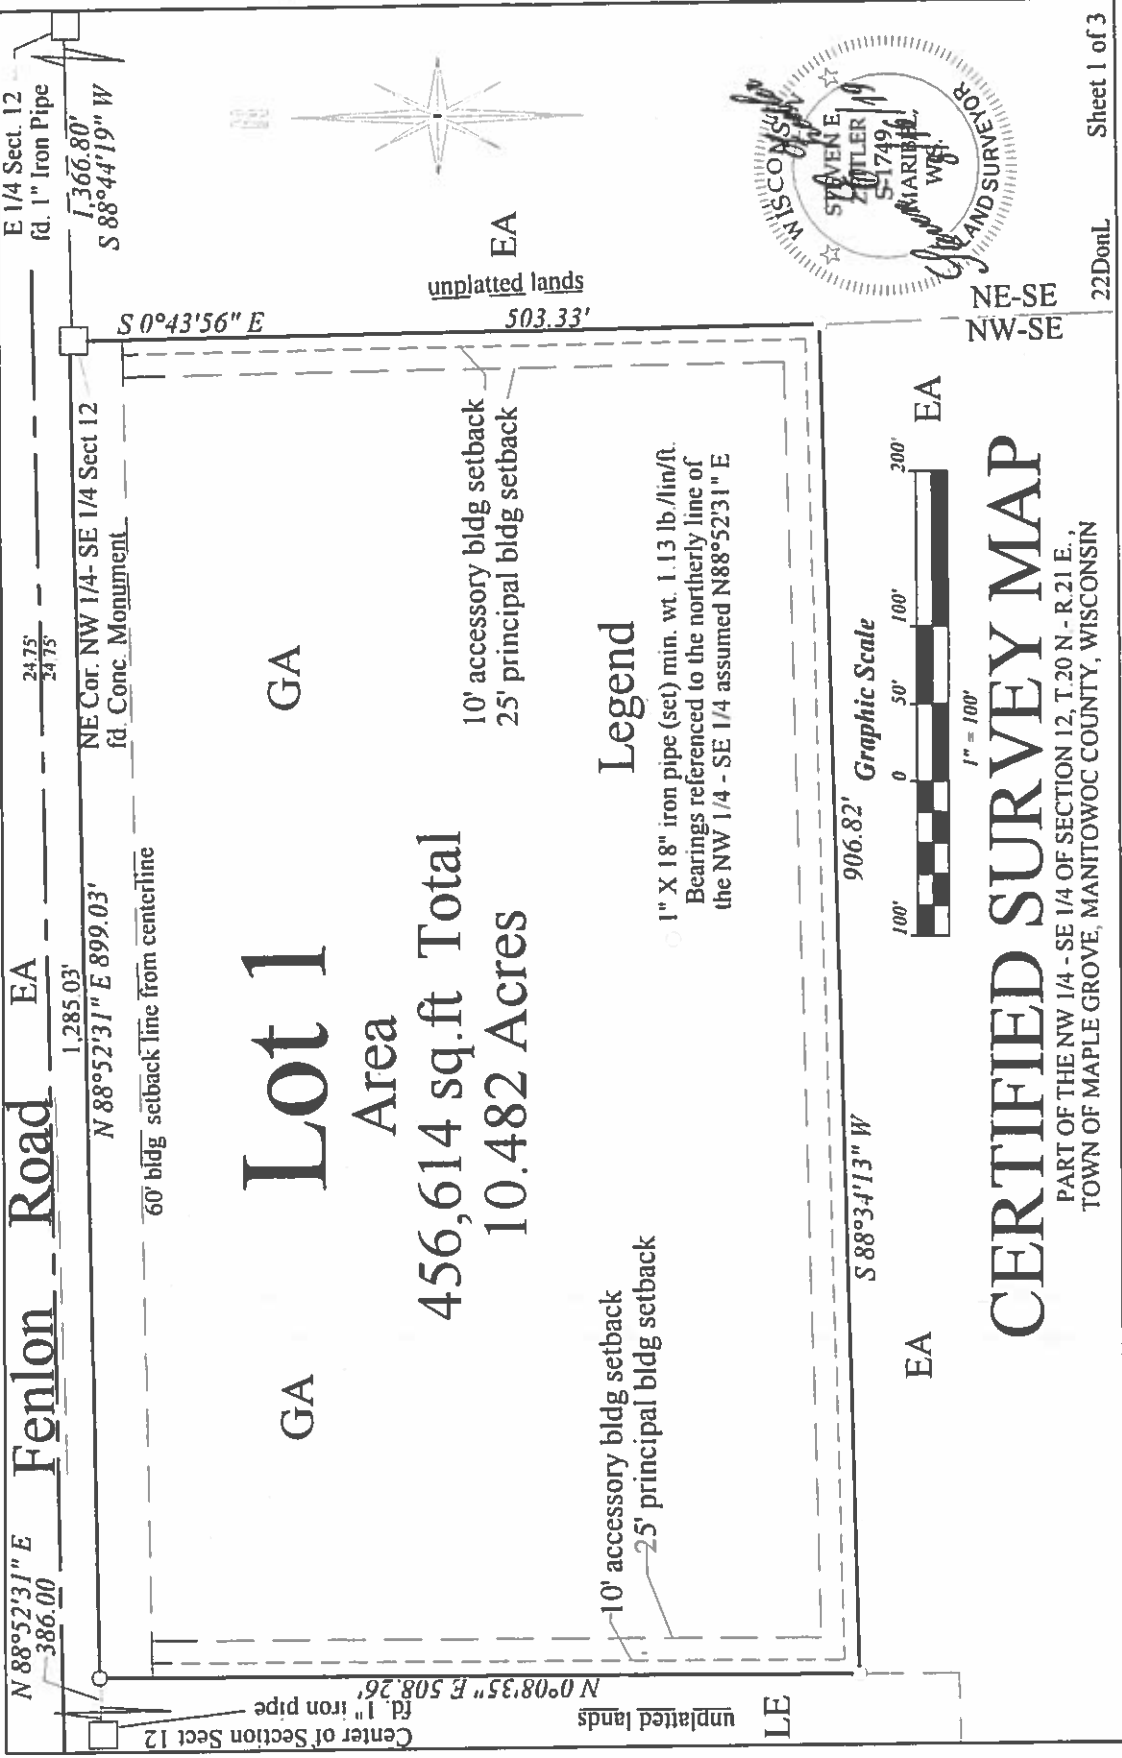 N 88°52'31" E
386.00
Fenlon Road
EA
24.75'
24.75'
E 1/4 Sect. 12
fd. 1" Iron Pipe
1,366.80'
S 88°44'19" W
1,285.03'
N 88°52'31" E 899.03'
NE Cor. NW 1/4- SE 1/4 Sect 12
fd. Conc. Monument
60' bldg setback line from centerline
S 0°43'56" E
503.33'
unplatted lands
EA
Center of Section Sect 12
fd. 1" iron pipe
N 0°08'35" E 508.26'
unplatted lands
LE
GA
GA
Lot 1
Area
456,614 sq.ft Total
10.482 Acres
10' accessory bldg setback
25' principal bldg setback
10' accessory bldg setback
25' principal bldg setback
Legend
1" X 18" iron pipe (set) min. wt. 1.13 lb./lin/ft.
Bearings referenced to the northerly line of
the NW 1/4 - SE 1/4 assumed N88°52'31" E
S 88°34'13" W
906.82'
EA
EA
NE-SE
NW-SE
Graphic Scale
100' 0 50' 100' 200'
1" = 100'
WISCONSIN
STEVEN E.
S-1749
MARIBEL,
WIS.
LAND SURVEYOR
CERTIFIED SURVEY MAP
PART OF THE NW 1/4 - SE 1/4 OF SECTION 12, T.20 N.- R.21 E. ,
TOWN OF MAPLE GROVE, MANITOWOC COUNTY, WISCONSIN
22DonL
Sheet 1 of 3